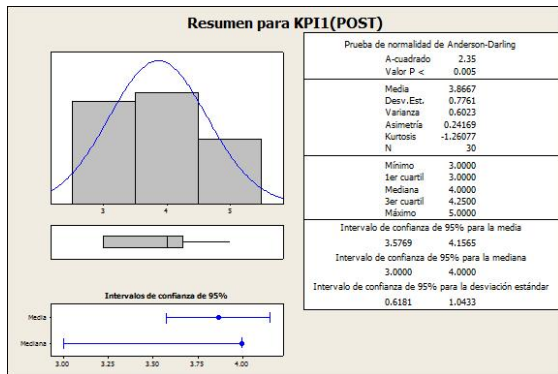 Resumen para KPI1(POST)
3 4 5
Intervalos de confianza de 95%
Media
Mediana
3.00 3.25 3.50 3.75 4.00
Prueba de normalidad de Anderson-Darling
A-cuadrado 2.35
Valor P < 0.005
Media 3.8667
Desv.Est. 0.7761
Varianza 0.6023
Asimetría 0.24169
Kurtosis -1.26077
N 30
Mínimo 3.0000
1er cuartil 3.0000
Mediana 4.0000
3er cuartil 4.2500
Máximo 5.0000
Intervalo de confianza de 95% para la media
3.5769 4.1565
Intervalo de confianza de 95% para la mediana
3.0000 4.0000
Intervalo de confianza de 95% para la desviación estándar
0.6181 1.0433